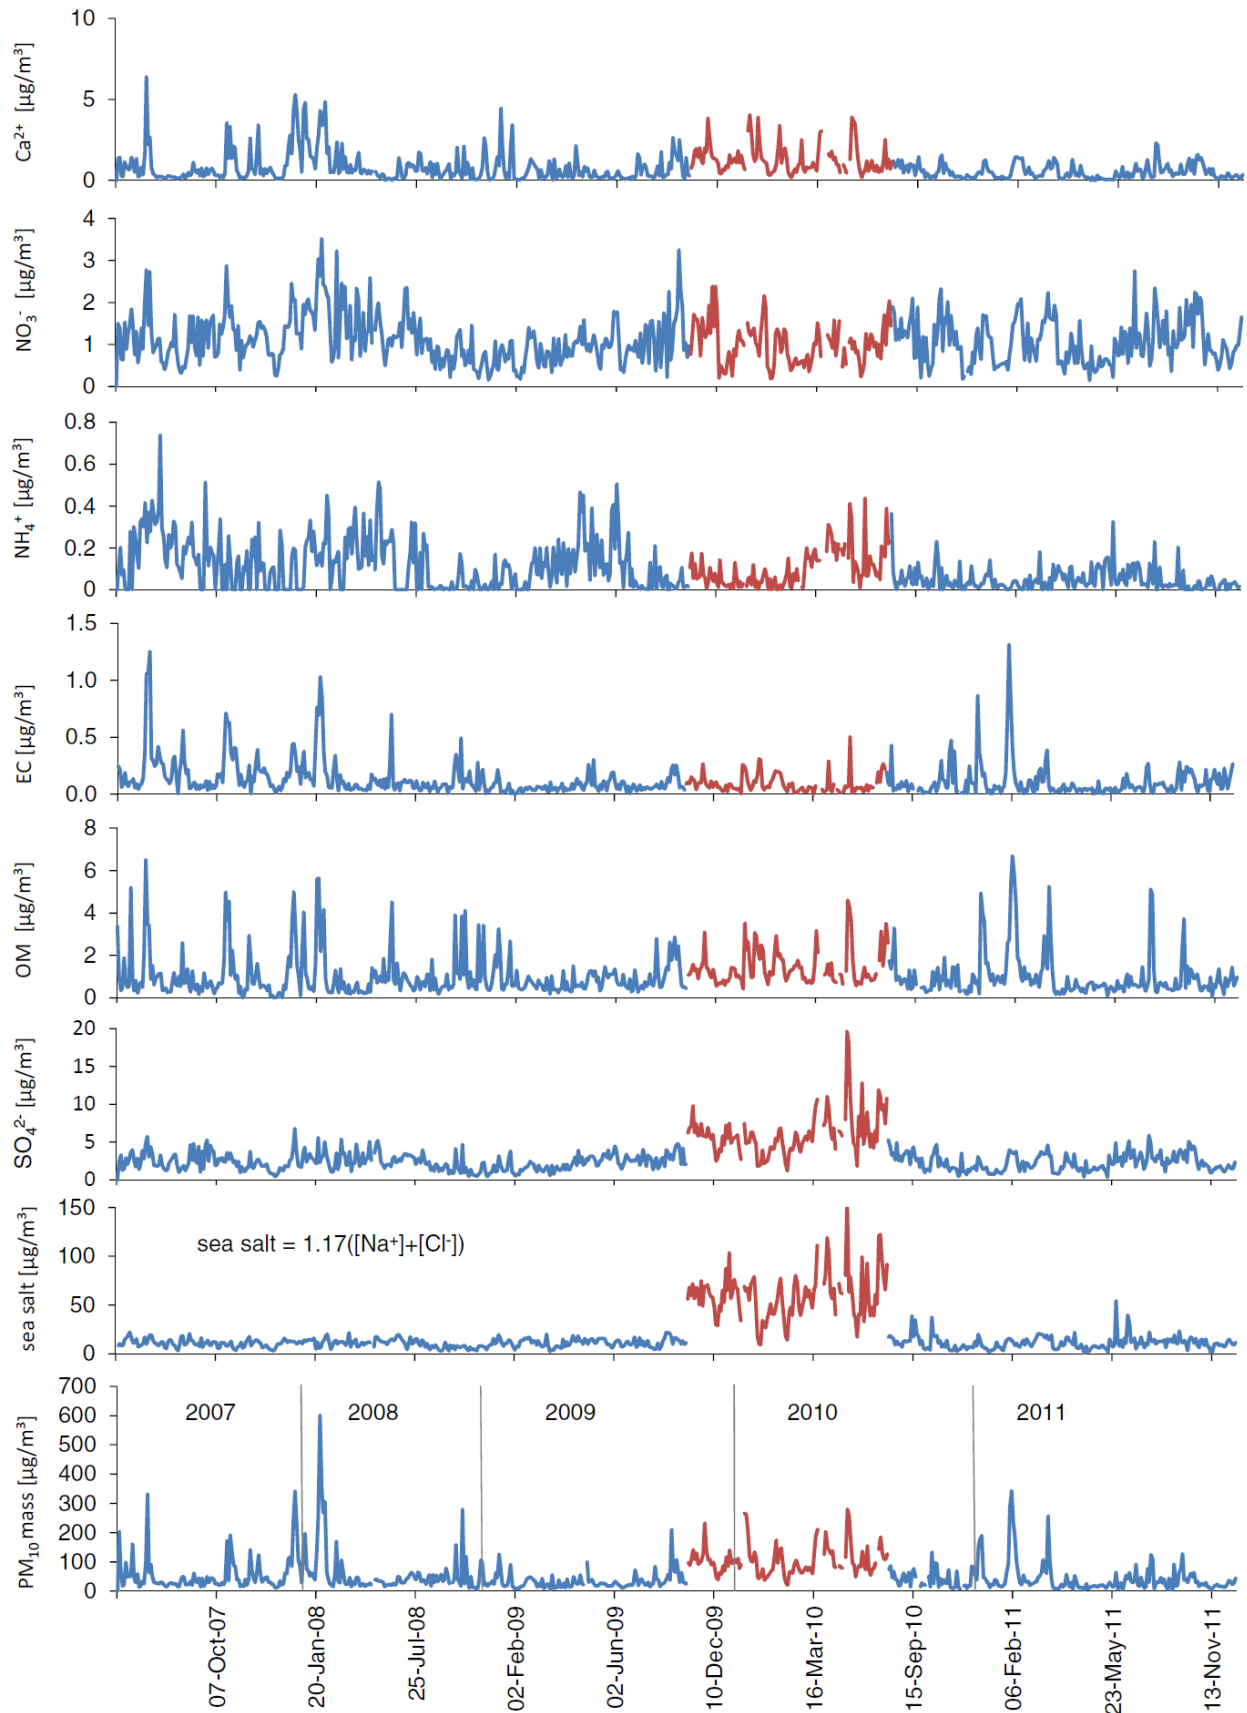 10
5
0
Ca²⁺ [µg/m³]
4
3
2
1
0
NO₃⁻ [µg/m³]
0.8
0.6
0.4
0.2
0
NH₄⁺ [µg/m³]
1.5
1.0
0.5
0.0
EC [µg/m³]
8
6
4
2
0
OM [µg/m³]
20
15
10
5
0
SO₄²⁻ [µg/m³]
150
100
50
0
sea salt [µg/m³]
sea salt = 1.17([Na⁺]+[Cl⁻])
700
600
500
400
300
200
100
0
PM₁₀ mass [µg/m³]
2007 2008 2009 2010 2011
07-Oct-07
20-Jan-08
25-Jul-08
02-Feb-09
02-Jun-09
10-Dec-09
16-Mar-10
15-Sep-10
06-Feb-11
23-May-11
13-Nov-11